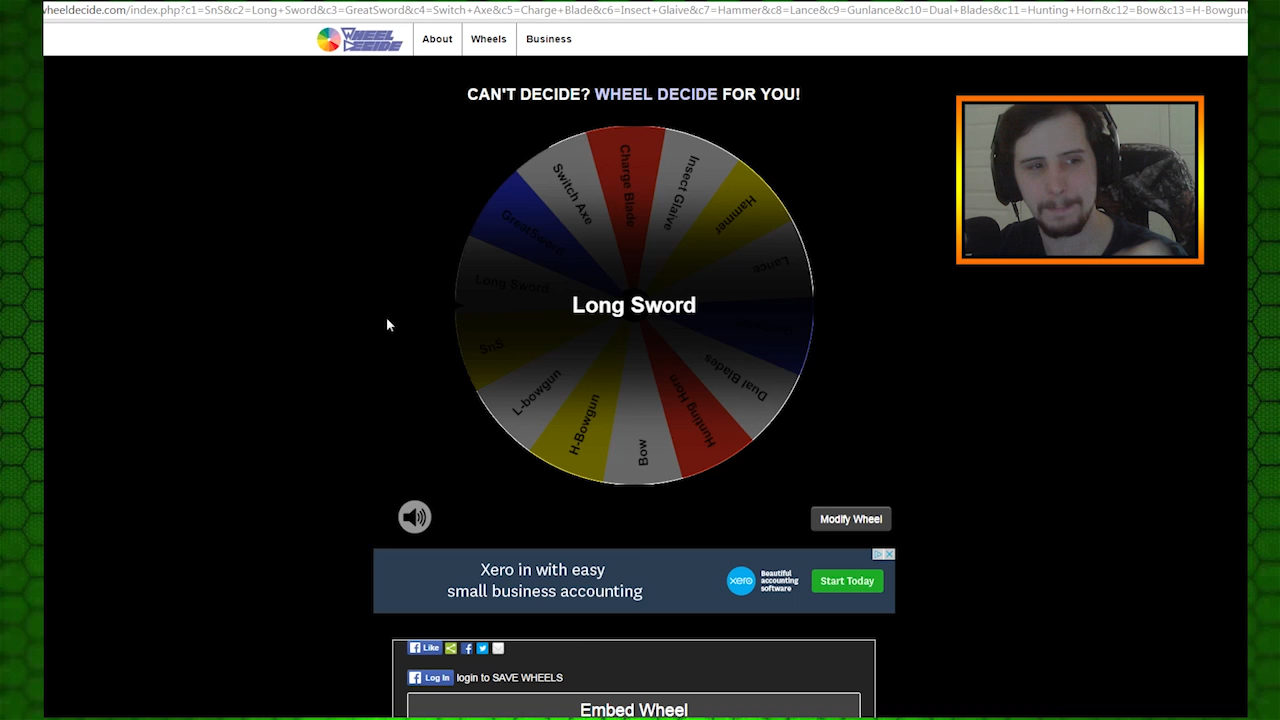 vheeldecide.com/index.php?c1=SnS&c2=Long+Sword&c3=GreatSword&c4=Switch+Axe&c5=Charge+Blade&c6=Insect+Glaive&c7=Hammer&c8=Lance&c9=Gunlance&c10=Dual+Blades&c11=Hunting+Horn&c12=Bow&c13=H-Bowgun
WHEEL DECIDE
About
Wheels
Business
CAN'T DECIDE? WHEEL DECIDE FOR YOU!
Charge Blade
Insect Glaive
Hammer
Lance
Dual Blades
Hunting Horn
Bow
H-Bowgun
L-bowgun
SnS
Long Sword
GreatSword
Switch Axe
Long Sword
Modify Wheel
Xero in with easy
small business accounting
xero
Beautiful
accounting
software
Start Today
Like
Log In login to SAVE WHEELS
Embed Wheel